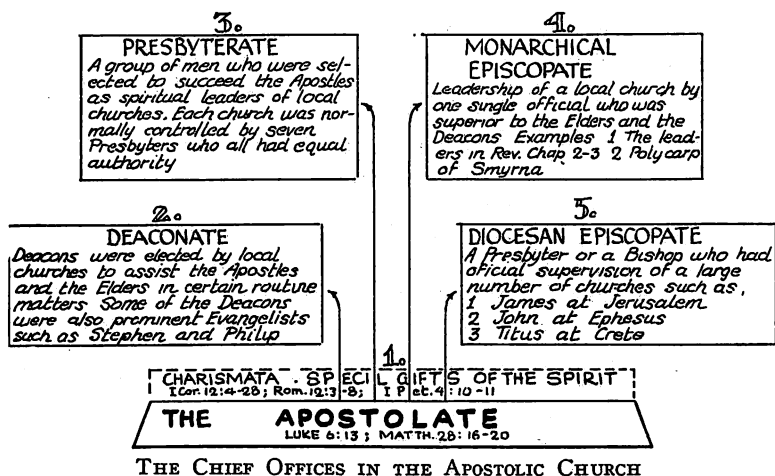 3.
PRESBYTERATE
A group of men who were sel-
ected to succeed the Apostles
as spiritual leaders of local
churches. Each church was nor-
mally controlled by seven
Presbyters who all had equal
authority
4.
MONARCHICAL
EPISCOPATE
Leadership of a local church by
one single official who was
superior to the Elders and the
Deacons Examples 1 The lead-
ers in Rev. Chap 2-3 2 Polycarp
of Smyrna
2.
DEACONATE
Deacons were elected by local
churches to assist the Apostles
and the Elders in certain routine
matters Some of the Deacons
were also prominent Evangelists
such as Stephen and Philip
5.
DIOCESAN EPISCOPATE
A Presbyter or a Bishop who had
oficial supervision of a large
number of churches such as,
1 James at Jerusalem
2 John at Ephesus
3 Titus at Crete
1.
CHARISMATA . SPECIL GIFTS OF THE SPIRIT
I Cor. 12:4-28; Rom. 12:3-8; I Pet. 4:10-11
THE APOSTOLATE
LUKE 6:13; MATTH. 28:16-20
THE CHIEF OFFICES IN THE APOSTOLIC CHURCH